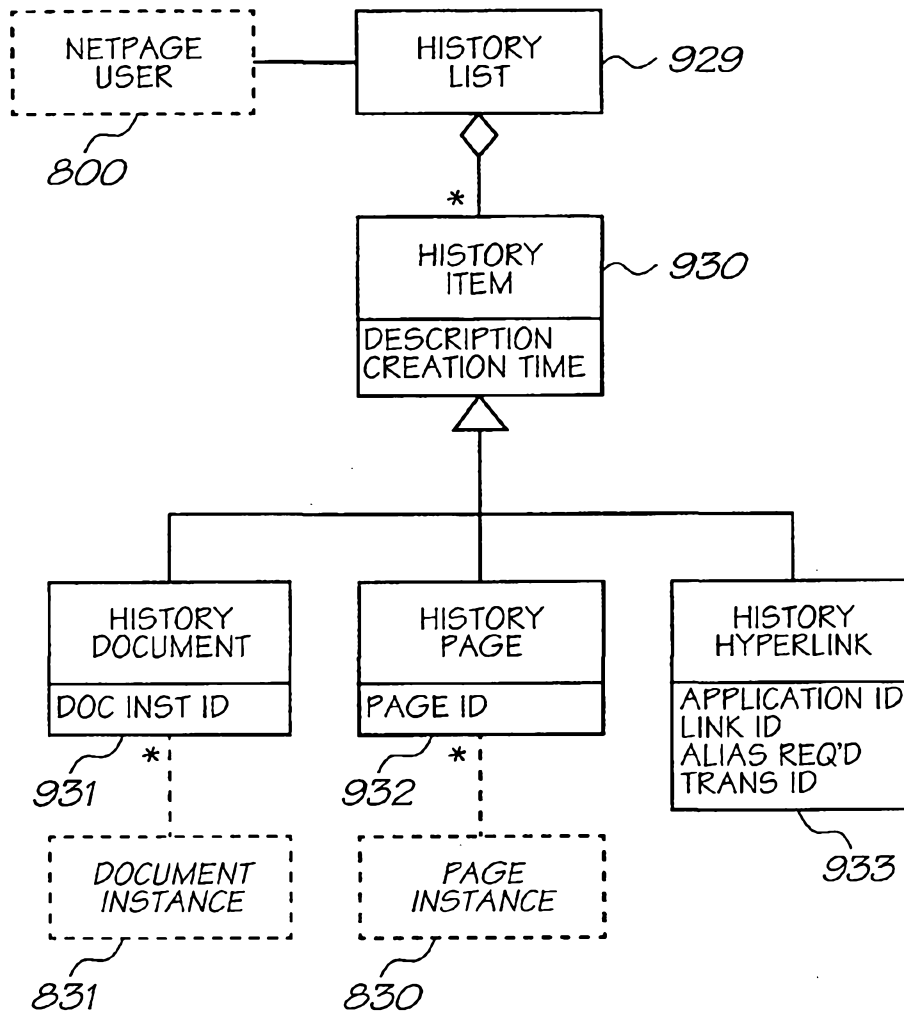 NETPAGE
USER
HISTORY
LIST
929
800
*
HISTORY
ITEM
930
DESCRIPTION
CREATION TIME
HISTORY
DOCUMENT
HISTORY
PAGE
HISTORY
HYPERLINK
DOC INST ID
PAGE ID
APPLICATION ID
LINK ID
ALIAS REQ'D
TRANS ID
931
*
932
*
933
DOCUMENT
INSTANCE
PAGE
INSTANCE
831
830